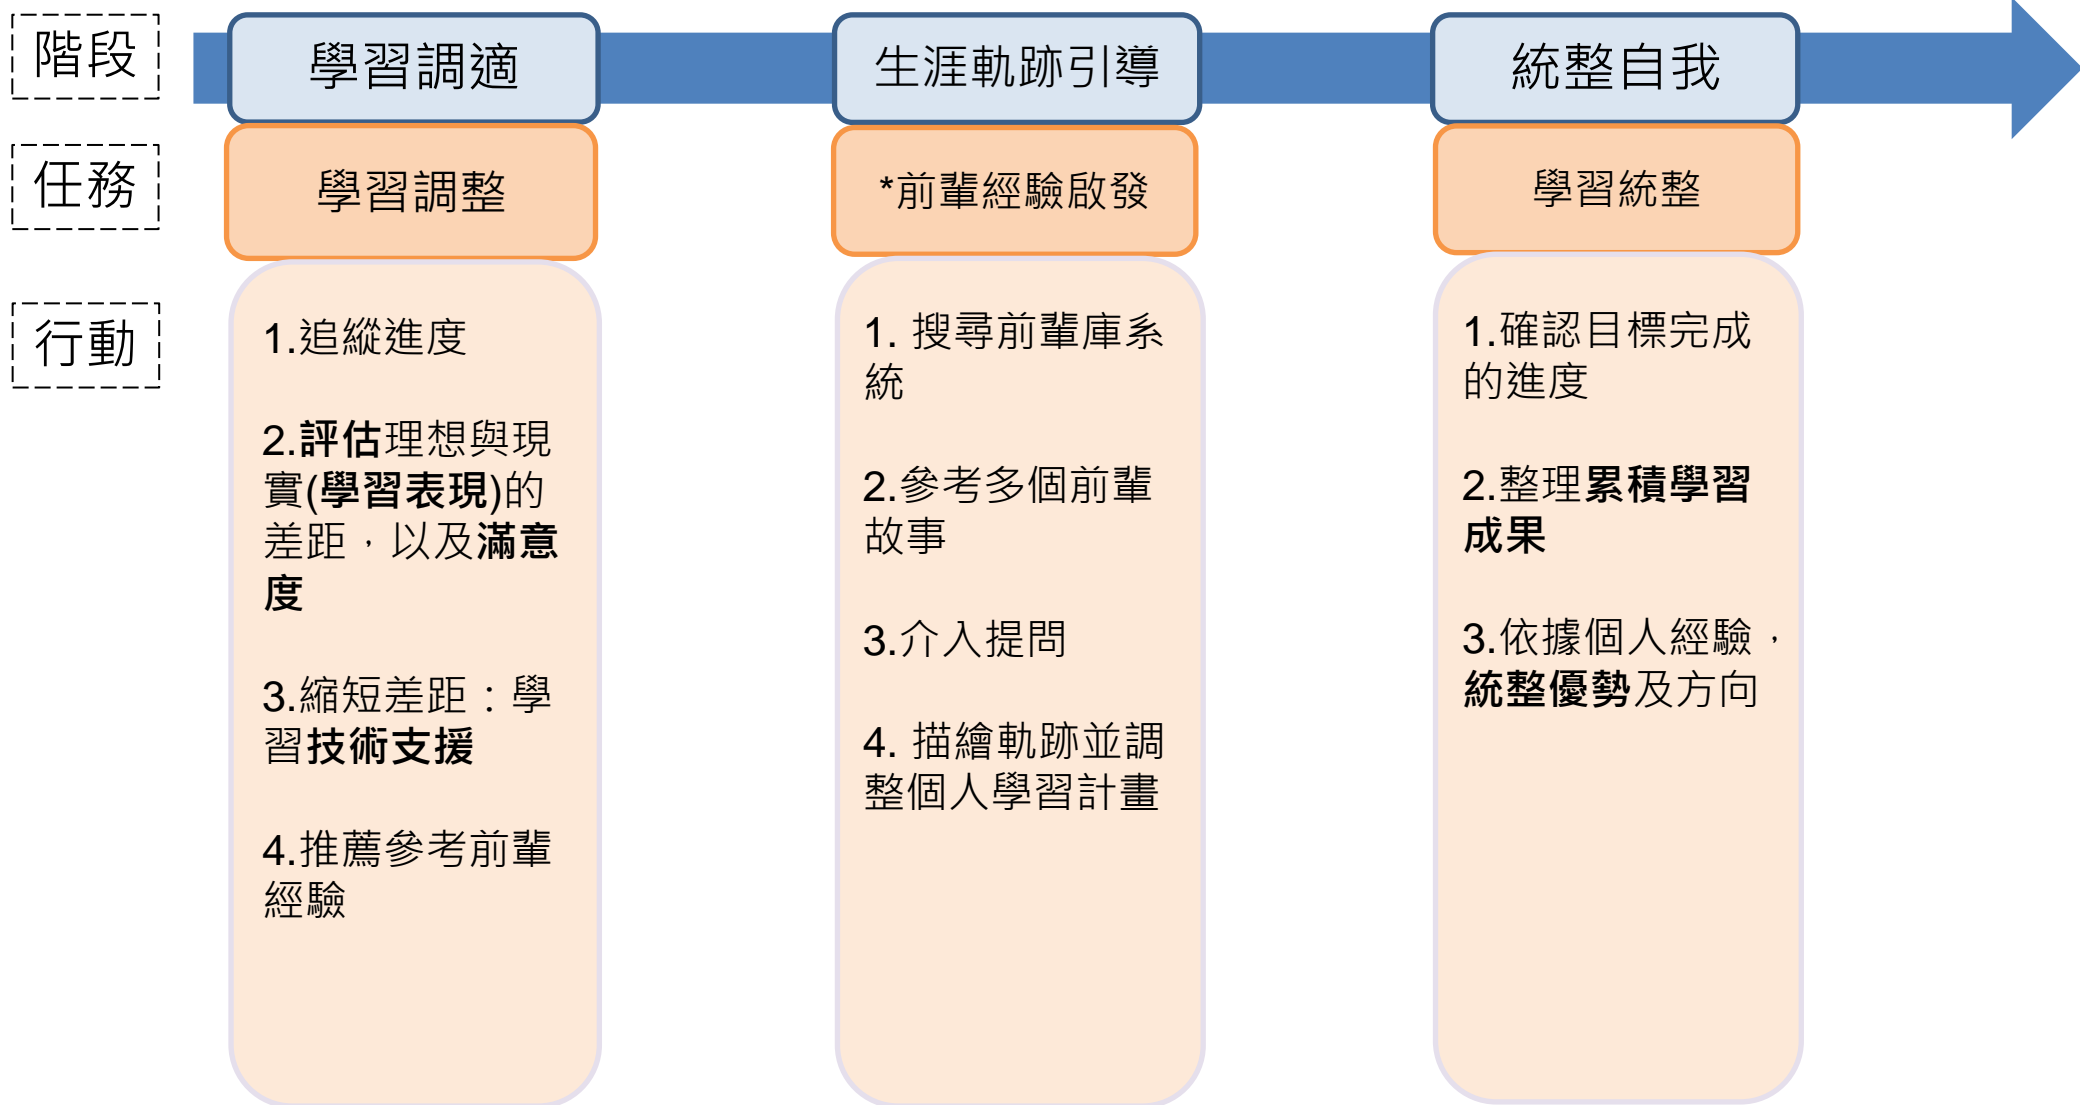 階段
學習調適
生涯軌跡引導
統整自我
任務
學習調整
*前輩經驗啟發
學習統整
行動
1.追縱進度
2.評估理想與現
實(學習表現)的
差距，以及滿意
度
3.縮短差距：學
習技術支援
4.推薦參考前輩
經驗
1. 搜尋前輩庫系
統
2.參考多個前輩
故事
3.介入提問
4. 描繪軌跡並調
整個人學習計畫
1.確認目標完成
的進度
2.整理累積學習
成果
3.依據個人經驗，
統整優勢及方向